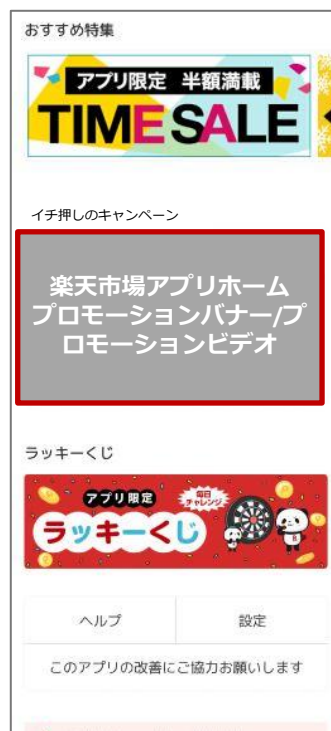 おすすめ特集
アプリ限定 半額満載
TIME SALE
イチ押しのキャンペーン
楽天市場アプリホーム
プロモーションバナー/プ
ロモーションビデオ
ラッキーくじ
アプリ限定
毎日
チャレンジ
ラッキーくじ
ヘルプ
設定
このアプリの改善にご協力お願いします